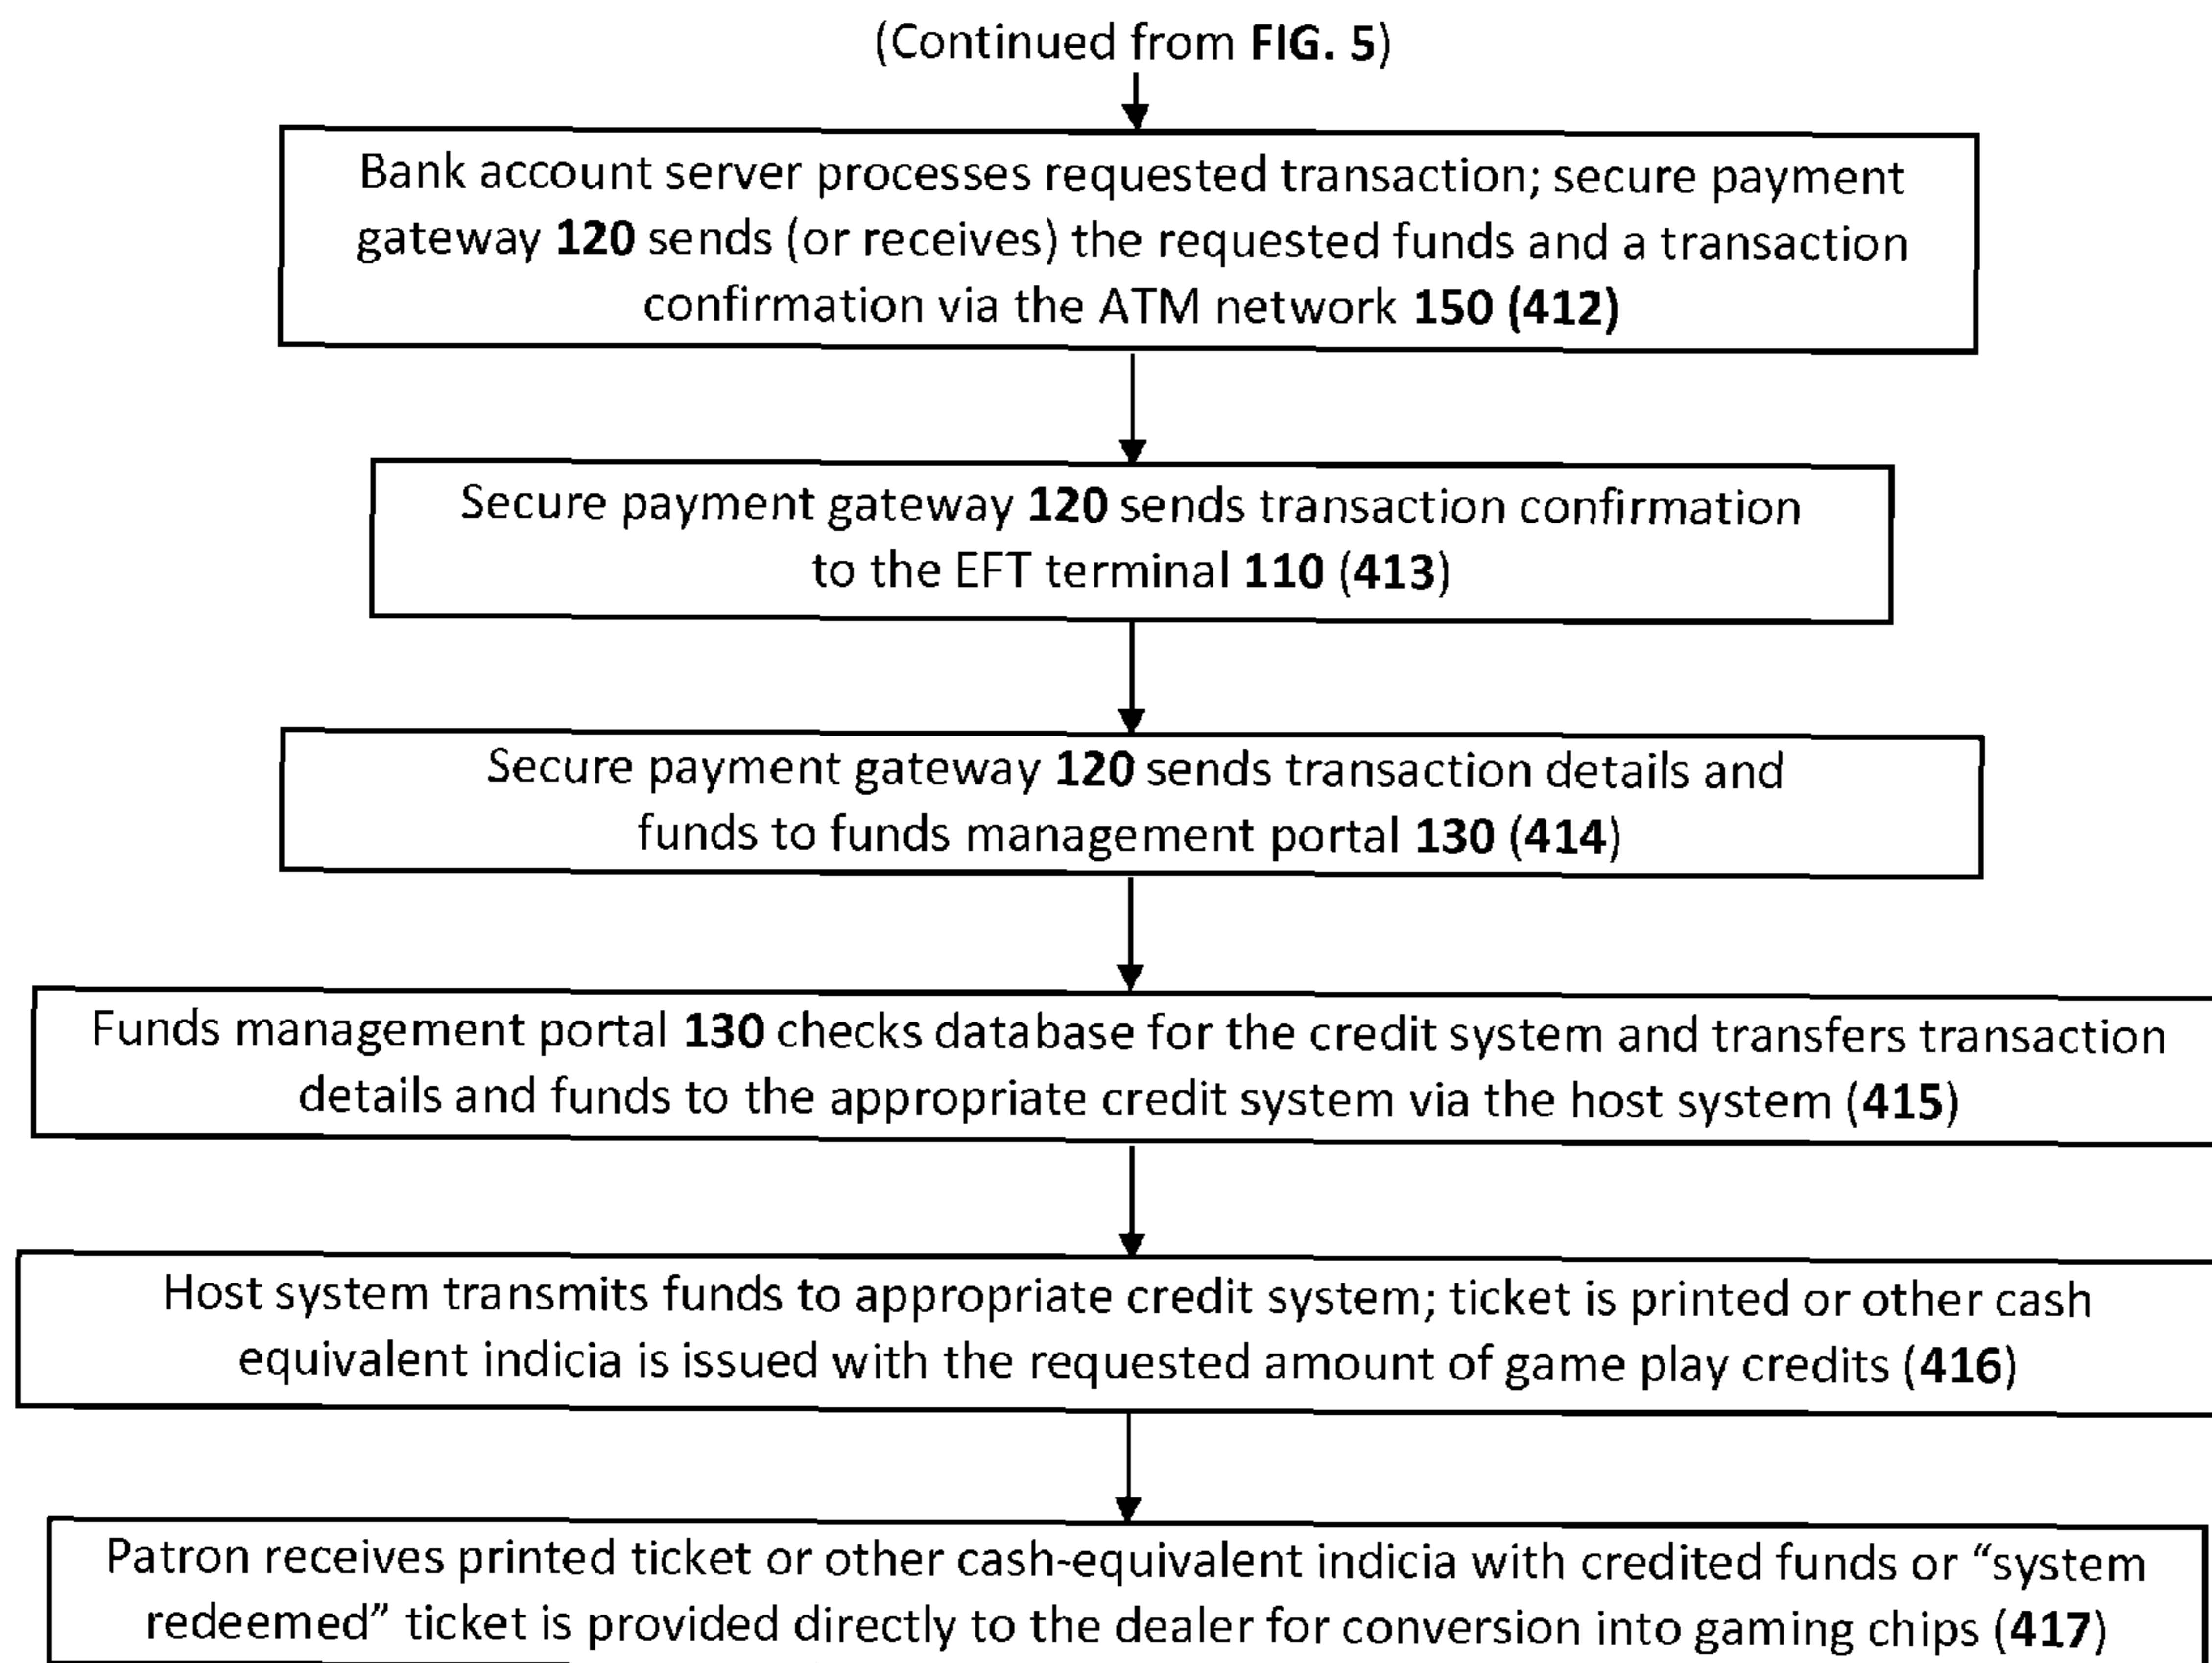 (Continued from FIG. 5)
Bank account server processes requested transaction; secure payment
gateway 120 sends (or receives) the requested funds and a transaction
confirmation via the ATM network 150 (412)
Secure payment gateway 120 sends transaction confirmation
to the EFT terminal 110 (413)
Secure payment gateway 120 sends transaction details and
funds to funds management portal 130 (414)
Funds management portal 130 checks database for the credit system and transfers transaction
details and funds to the appropriate credit system via the host system (415)
Host system transmits funds to appropriate credit system; ticket is printed or other cash
equivalent indicia is issued with the requested amount of game play credits (416)
Patron receives printed ticket or other cash-equivalent indicia with credited funds or “system
redeemed” ticket is provided directly to the dealer for conversion into gaming chips (417)